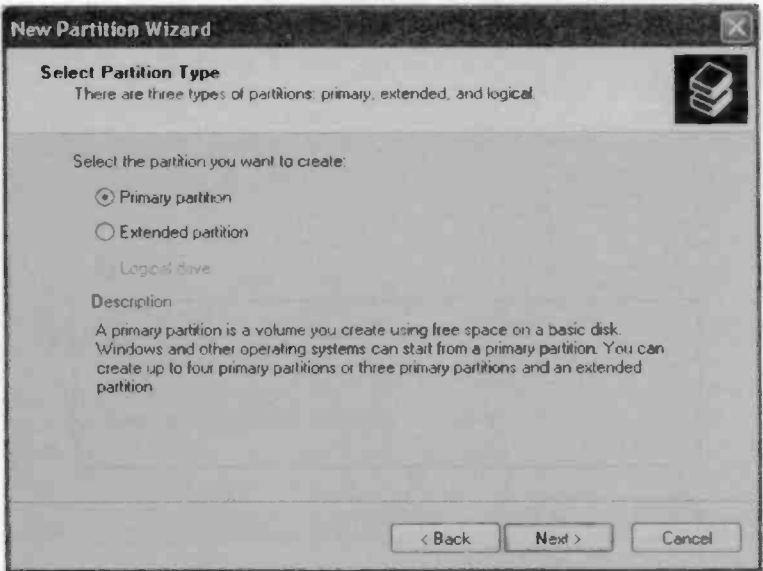 New Partition Wizard
Select Partition Type
There are three types of partitions: primary, extended, and logical.
Select the partition you want to create:
Primary partition
Extended partition
Logical drive
Description
A primary partition is a volume you create using free space on a basic disk.
Windows and other operating systems can start from a primary partition. You can
create up to four primary partitions or three primary partitions and an extended
partition.
< Back
Next >
Cancel